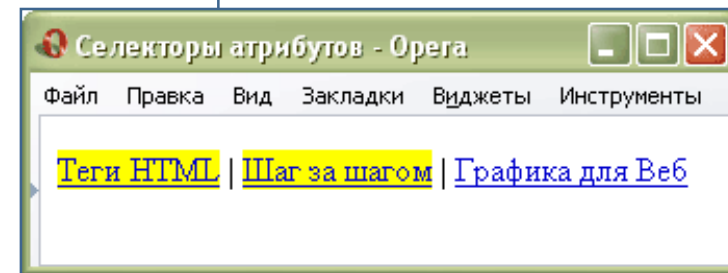 Селекторы атрибутов - Opera
Файл Правка Вид Закладки Виджеты Инструменты
Теги HTML | Шаг за шагом | Графика для Веб